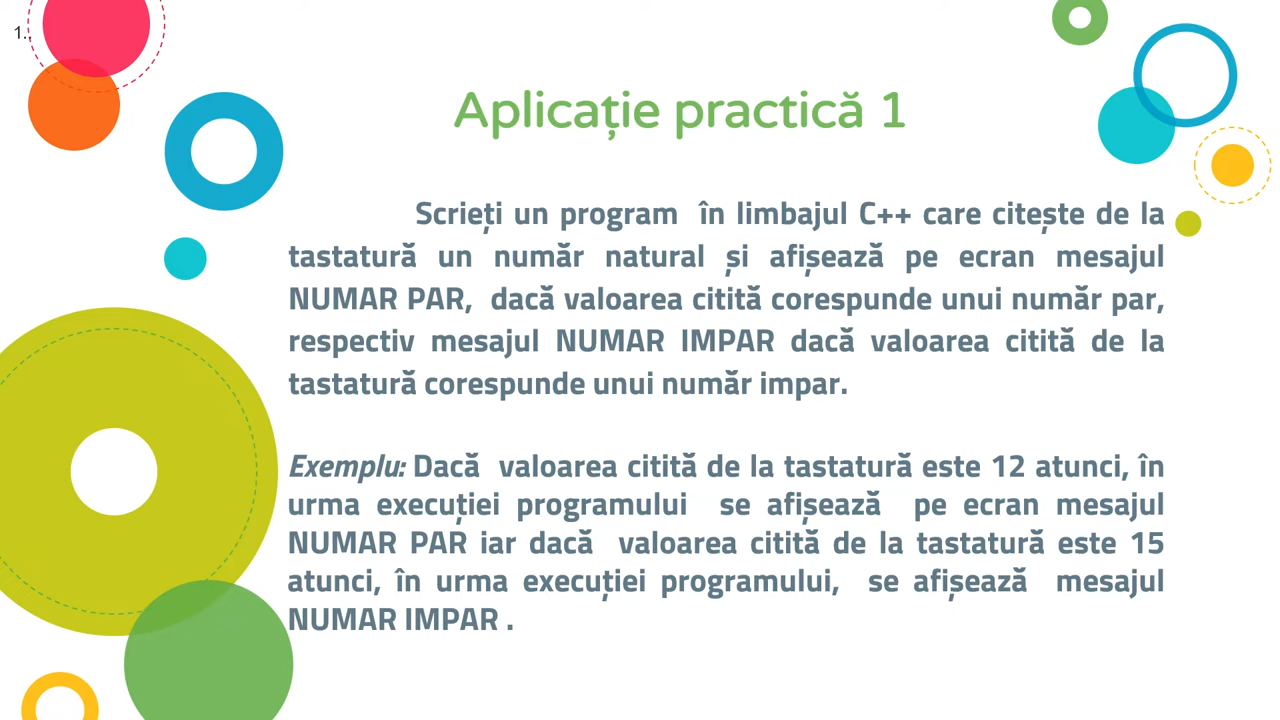 1..
Aplicație practică 1
Scrieți un program în limbajul C++ care citește de la
tastatură un număr natural și afișează pe ecran mesajul
NUMAR PAR, dacă valoarea citită corespunde unui număr par,
respectiv mesajul NUMAR IMPAR dacă valoarea citită de la
tastatură corespunde unui număr impar.
Exemplu: Dacă valoarea citită de la tastatură este 12 atunci, în
urma execuției programului se afișează pe ecran mesajul
NUMAR PAR iar dacă valoarea citită de la tastatură este 15
atunci, în urma execuției programului, se afișează mesajul
NUMAR IMPAR .